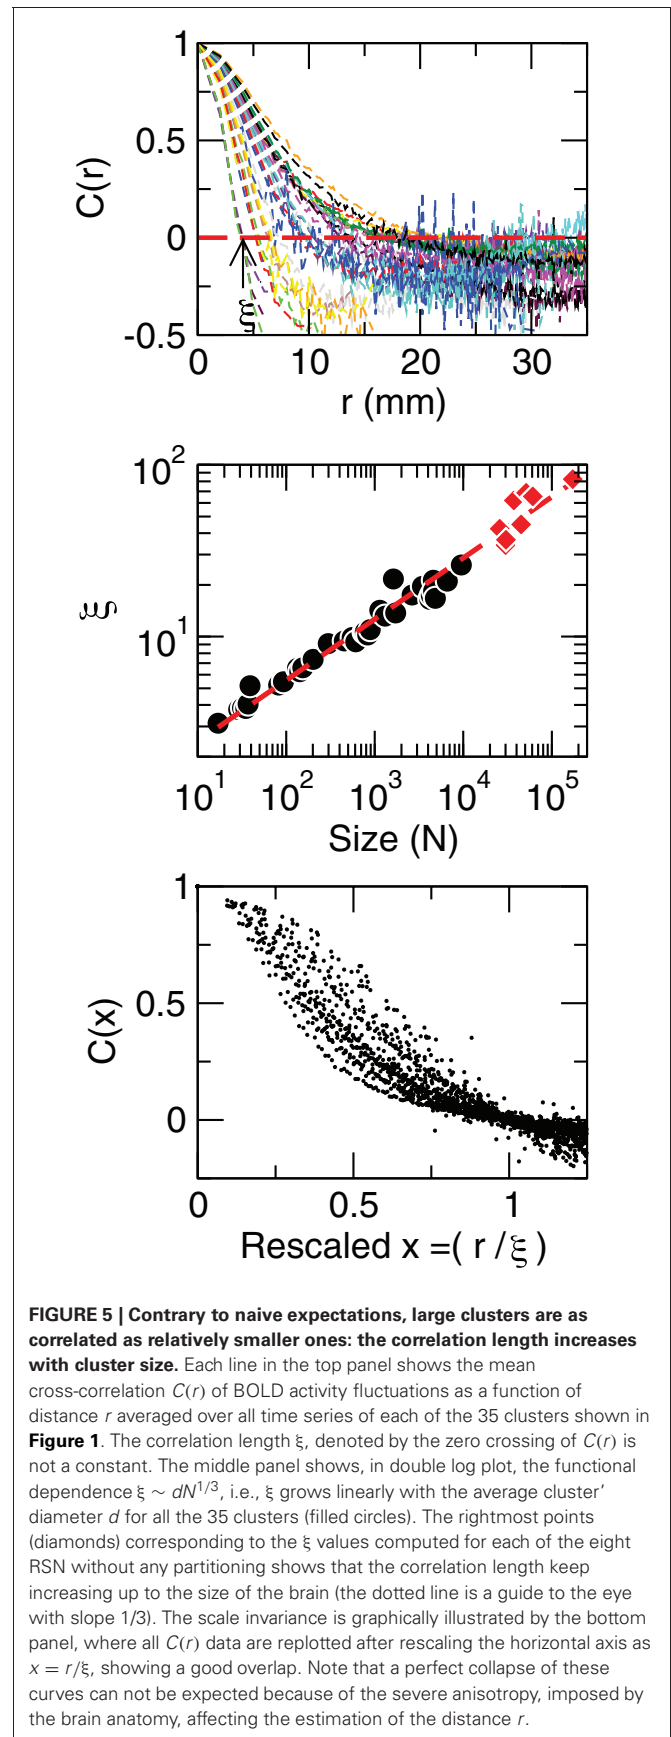 1
0.5
0
-0.5
C(r)
ξ
0 10 20 30
r (mm)
10²
10¹
ξ
10¹ 10² 10³ 10⁴ 10⁵
Size (N)
1
0.5
0
C(x)
0 0.5 1
Rescaled x =( r /ξ )
FIGURE 5 | Contrary to naive expectations, large clusters are as
correlated as relatively smaller ones: the correlation length increases
with cluster size. Each line in the top panel shows the mean
cross-correlation C(r) of BOLD activity fluctuations as a function of
distance r averaged over all time series of each of the 35 clusters shown in
Figure 1. The correlation length ξ, denoted by the zero crossing of C(r) is
not a constant. The middle panel shows, in double log plot, the functional
dependence ξ ∼ dN¹/³, i.e., ξ grows linearly with the average cluster'
diameter d for all the 35 clusters (filled circles). The rightmost points
(diamonds) corresponding to the ξ values computed for each of the eight
RSN without any partitioning shows that the correlation length keep
increasing up to the size of the brain (the dotted line is a guide to the eye
with slope 1/3). The scale invariance is graphically illustrated by the bottom
panel, where all C(r) data are replotted after rescaling the horizontal axis as
x = r/ξ, showing a good overlap. Note that a perfect collapse of these
curves can not be expected because of the severe anisotropy, imposed by
the brain anatomy, affecting the estimation of the distance r.